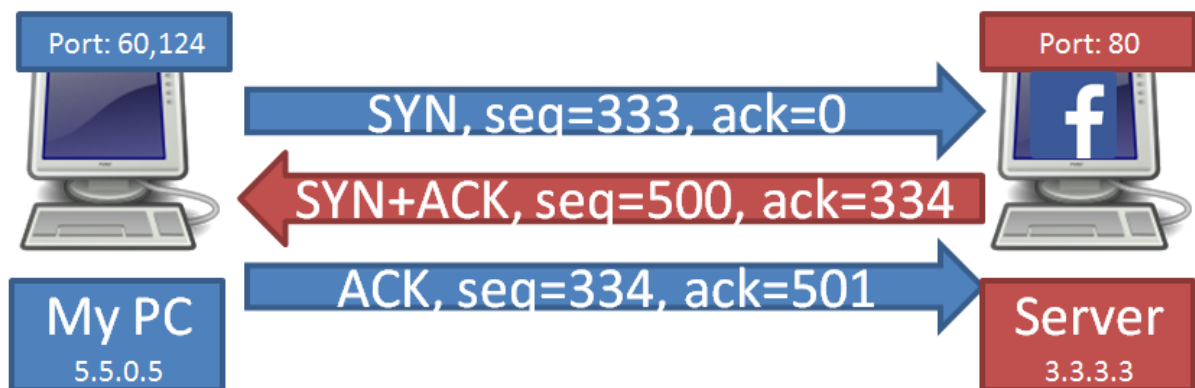 Port: 60,124
Port: 80
f
SYN, seq=333, ack=0
SYN+ACK, seq=500, ack=334
ACK, seq=334, ack=501
My PC
5.5.0.5
Server
3.3.3.3